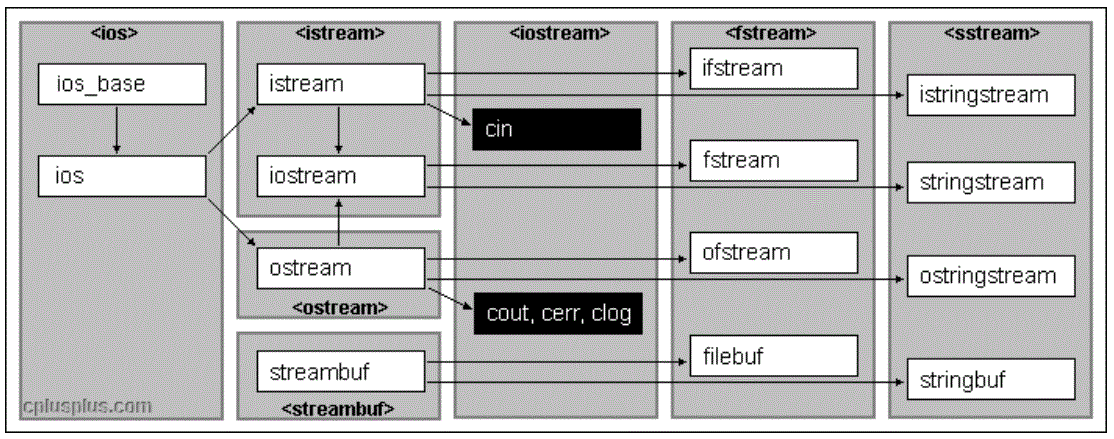 <ios>
ios_base
ios
<istream>
istream
iostream
ostream
<ostream>
streambuf
<streambuf>
<iostream>
cin
cout, cerr, clog
<fstream>
ifstream
fstream
ofstream
filebuf
<sstream>
istringstream
stringstream
ostringstream
stringbuf
cplusplus.com